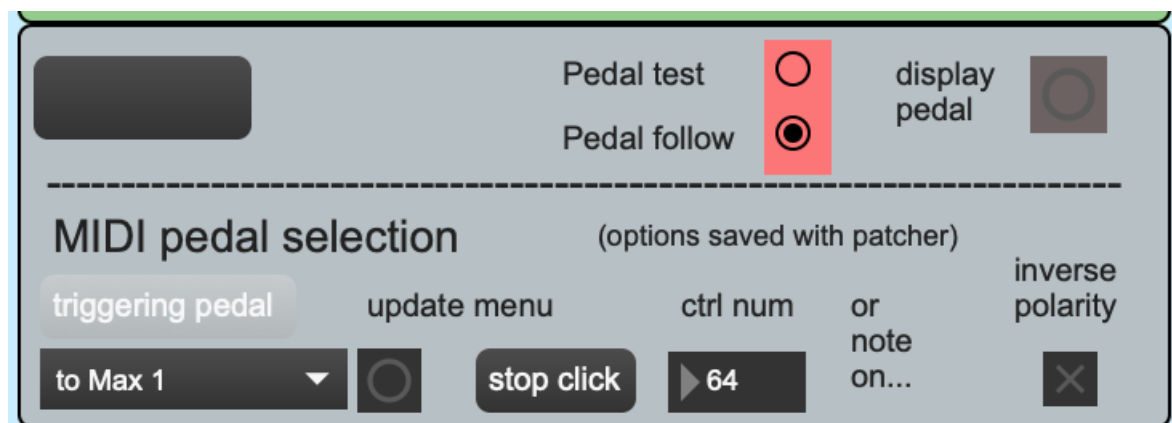 Pedal test
display
pedal
Pedal follow
MIDI pedal selection
(options saved with patcher)
inverse
polarity
triggering pedal
update menu
ctrl num
or
note
on...
to Max 1
stop click
64